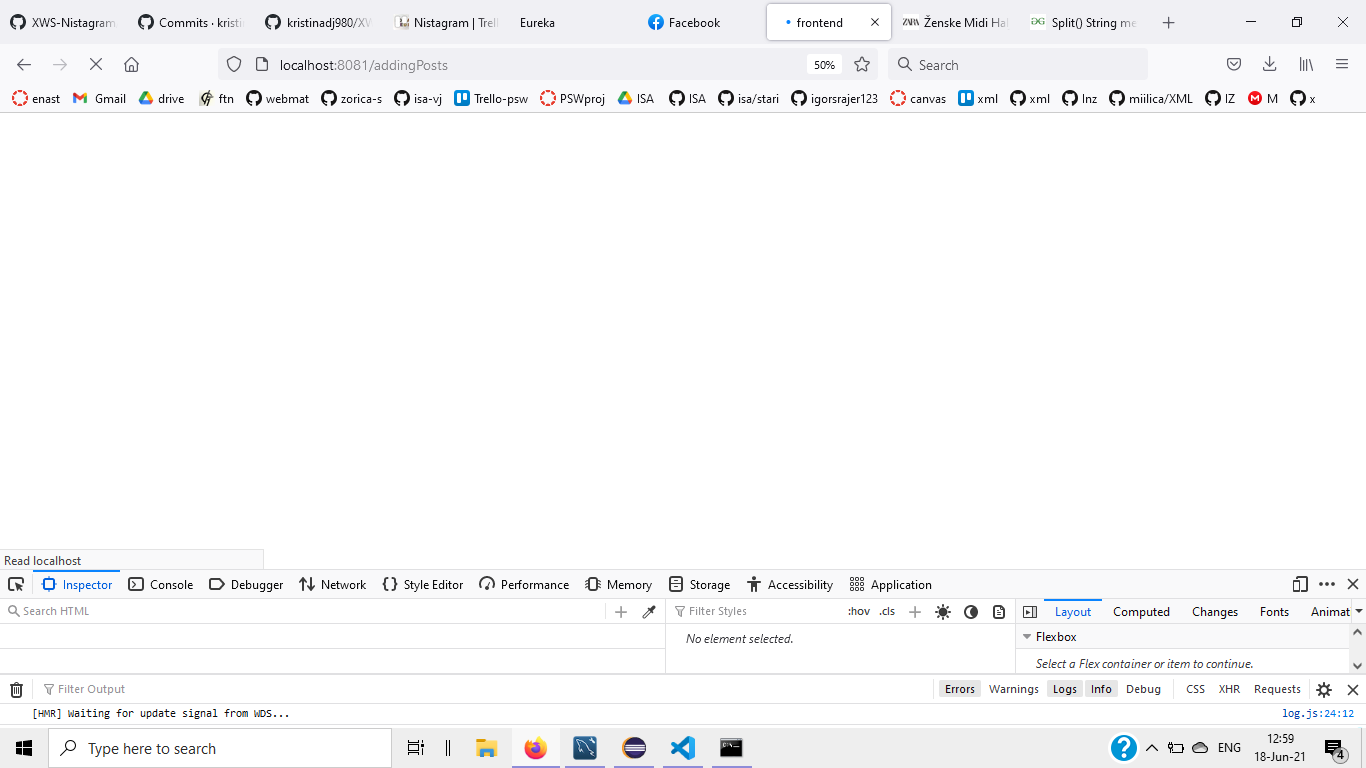 XWS-Nistagram
Commits · kristi
kristinadj980/XW
Nistagram | Trell
Eureka
Facebook
frontend
ZARA
Ženske Midi Hal
Split() String me
localhost:8081/addingPosts
50%
Search
enast
Gmail
drive
ftn
webmat
zorica-s
isa-vj
Trello-psw
PSWproj
ISA
ISA
isa/stari
igorsrajer123
canvas
xml
xml
Inz
miilica/XML
IZ
M
x
Read localhost
Inspector
Console
Debugger
Network
Style Editor
Performance
Memory
Storage
Accessibility
Application
Search HTML
Filter Styles
:hov
.cls
Layout
Computed
Changes
Fonts
Animat
No element selected.
Flexbox
Select a Flex container or item to continue.
Filter Output
Errors
Warnings
Logs
Info
Debug
CSS
XHR
Requests
[HMR] Waiting for update signal from WDS...
log.js:24:12
Type here to search
ENG
12:59
18-Jun-21
4